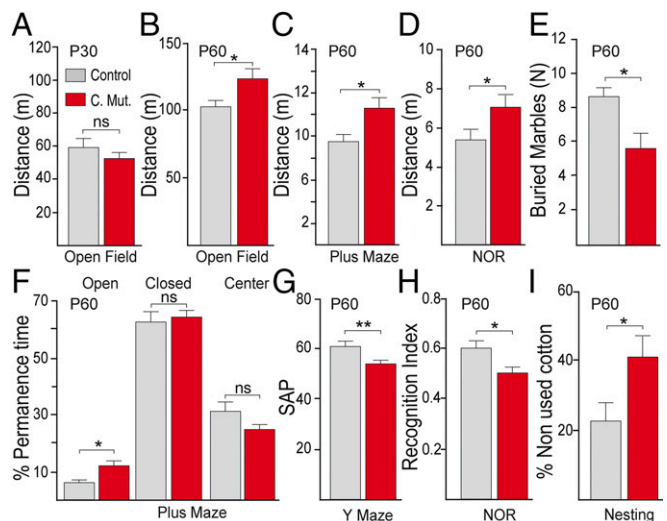 A
P30
Control
C. Mut.
Distance (m)
120
100
80
60
40
20
ns
Open Field
B
P60
Distance (m)
100
50
*
Open Field
C
P60
Distance (m)
14
12
10
8
6
4
2
*
Plus Maze
D
P60
Distance (m)
10
8
6
4
2
*
NOR
E
P60
Buried Marbles (N)
10
8
6
4
2
*
F
P60
Open
Closed
Center
% Permanence time
70
50
30
10
*
ns
ns
Plus Maze
G
P60
SAP
80
60
40
20
**
Y Maze
H
P60
Recognition Index
0.8
0.6
0.4
0.2
*
NOR
I
P60
% Non used cotton
60
40
20
*
Nesting